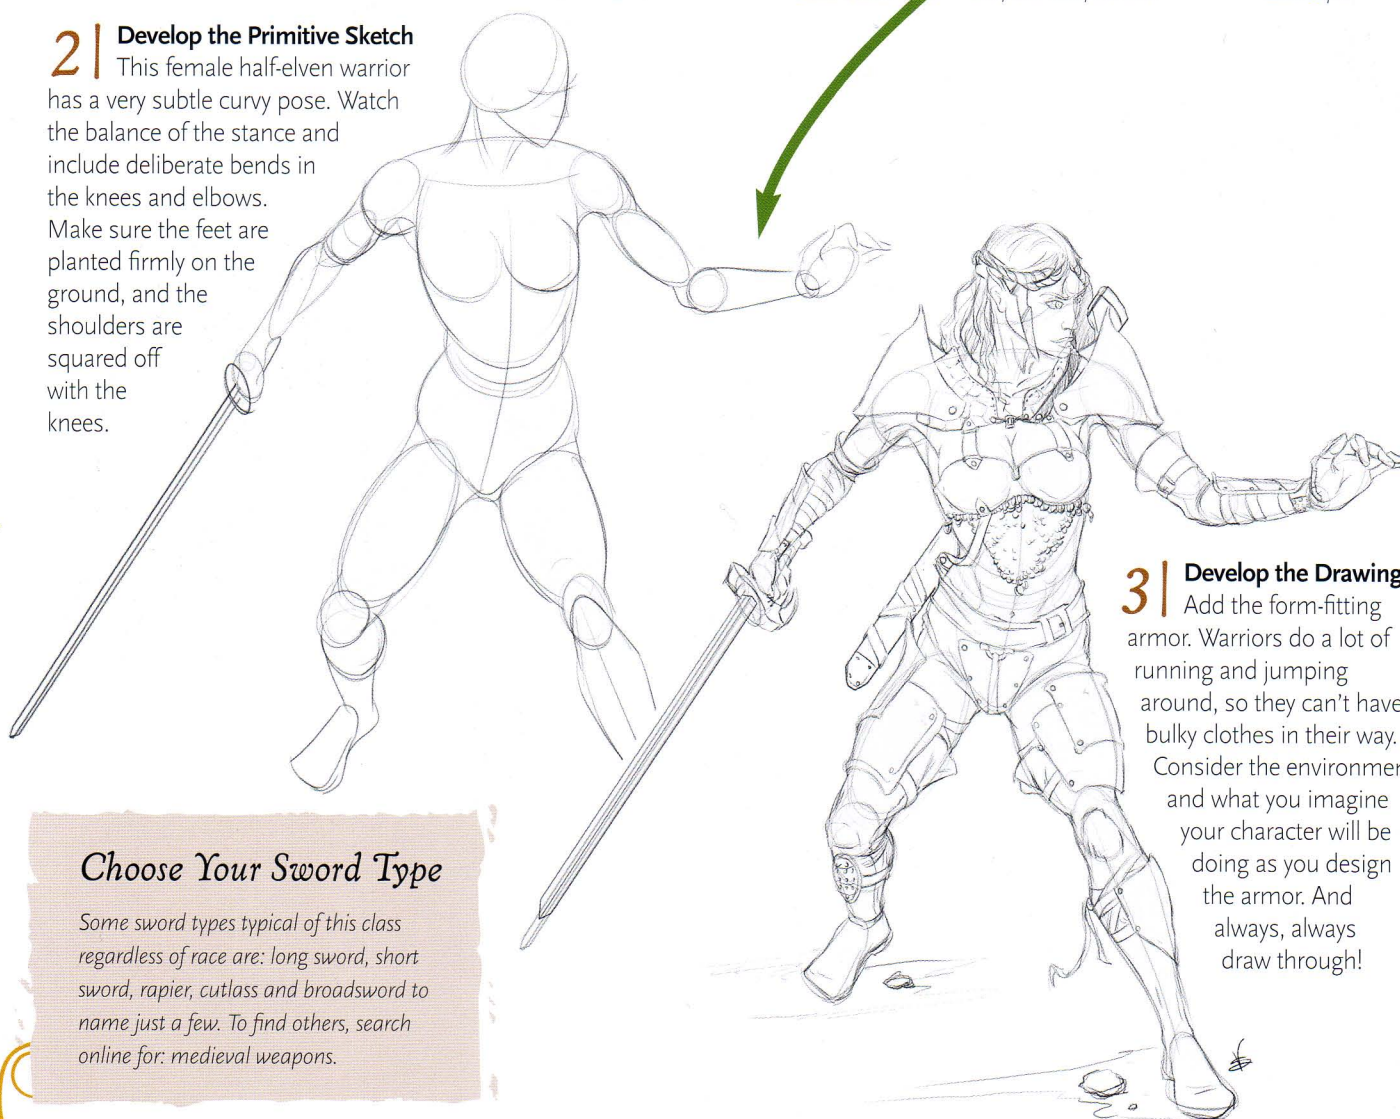 2| Develop the Primitive Sketch
This female half-elven warrior
has a very subtle curvy pose. Watch
the balance of the stance and
include deliberate bends in
the knees and elbows.
Make sure the feet are
planted firmly on the
ground, and the
shoulders are
squared off
with the
knees.
3| Develop the Drawing
Add the form-fitting
armor. Warriors do a lot of
running and jumping
around, so they can't have
bulky clothes in their way.
Consider the environmen
and what you imagine
your character will be
doing as you design
the armor. And
always, always
draw through!
Choose Your Sword Type
Some sword types typical of this class
regardless of race are: long sword, short
sword, rapier, cutlass and broadsword to
name just a few. To find others, search
online for: medieval weapons.